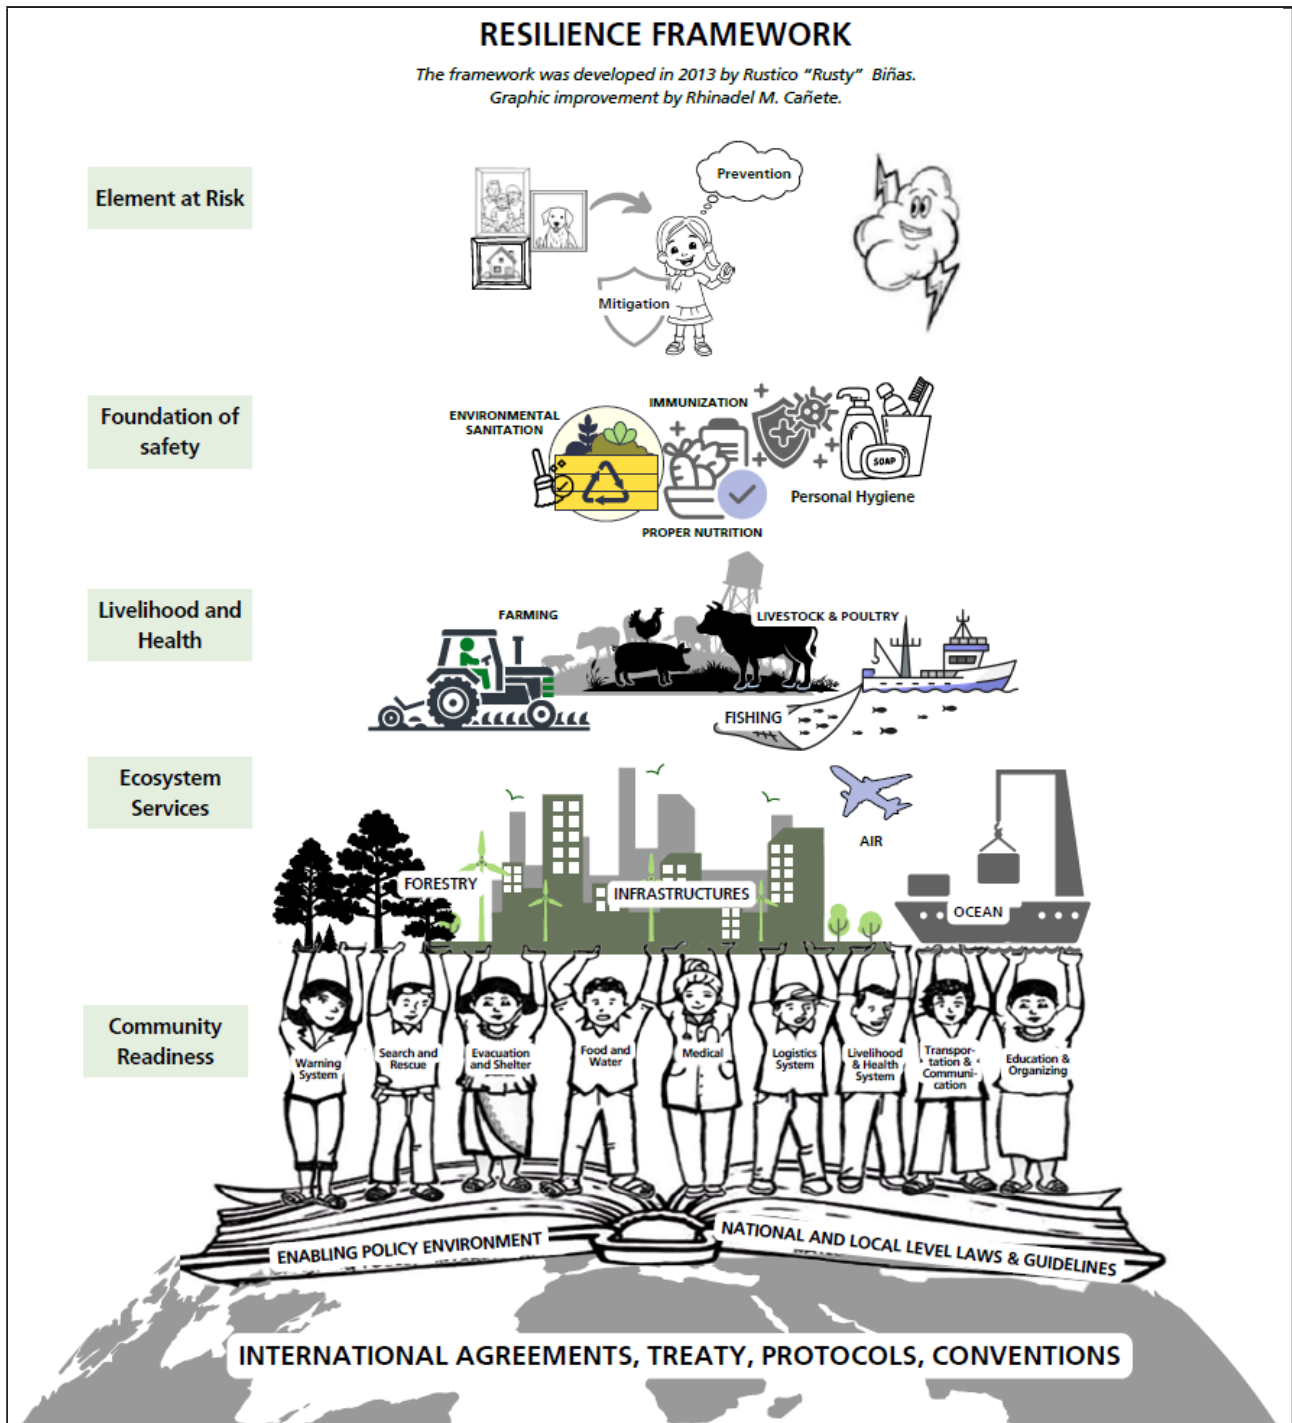 RESILIENCE FRAMEWORK
The framework was developed in 2013 by Rustico “Rusty” Biñas.
Graphic improvement by Rhinadel M. Cañete.
Element at Risk
Prevention
Mitigation
Foundation of
safety
ENVIRONMENTAL
SANITATION
IMMUNIZATION
SOAP
Personal Hygiene
PROPER NUTRITION
Livelihood and
Health
FARMING
LIVESTOCK & POULTRY
FISHING
Ecosystem
Services
AIR
FORESTRY
INFRASTRUCTURES
OCEAN
Community
Readiness
Warning
System
Search and
Rescue
Evacuation
and Shelter
Food and
Water
Medical
Logistics
System
Livelihood
& Health
System
Transpor-
tation &
Communi-
cation
Education &
Organizing
ENABLING POLICY ENVIRONMENT
NATIONAL AND LOCAL LEVEL LAWS & GUIDELINES
INTERNATIONAL AGREEMENTS, TREATY, PROTOCOLS, CONVENTIONS